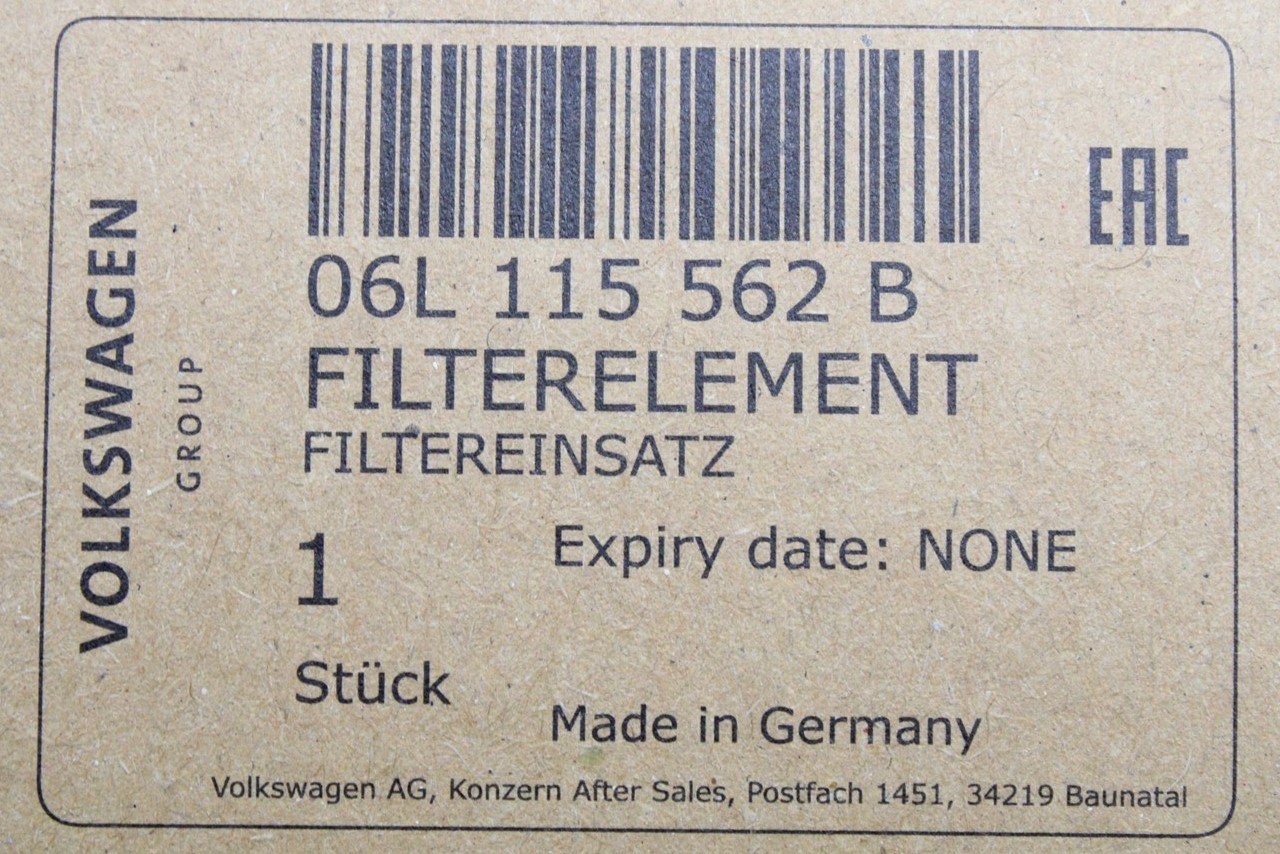 VOLKSWAGEN
GROUP
EAC
06L 115 562 B
FILTERELEMENT
FILTEREINSATZ
1
Expiry date: NONE
Stück
Made in Germany
Volkswagen AG, Konzern After Sales, Postfach 1451, 34219 Baunatal